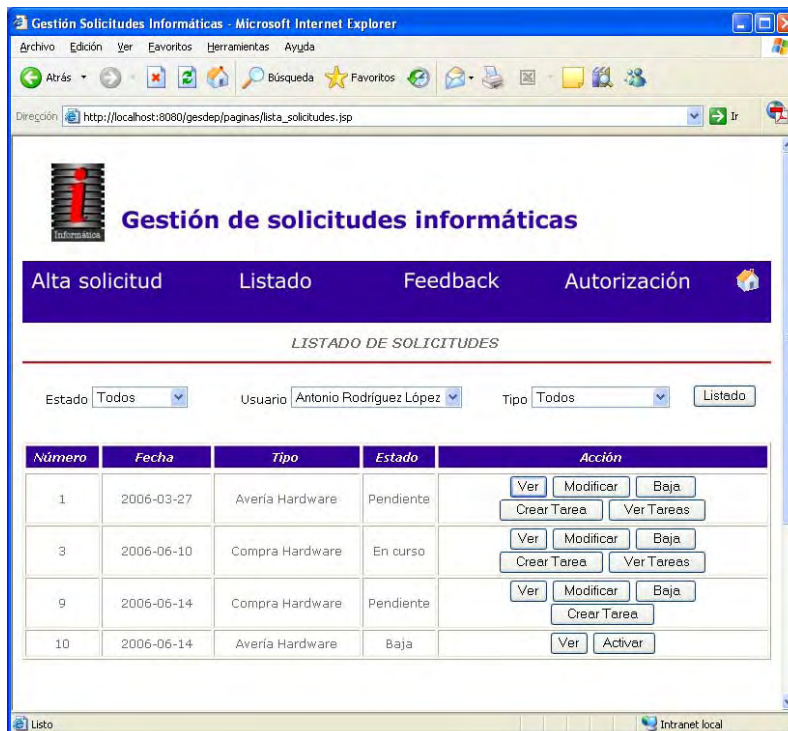 Gestión Solicitudes Informáticas - Microsoft Internet Explorer
Archivo Edición Ver Favoritos Herramientas Ayuda
Atrás Búsqueda Favoritos
Dirección http://localhost:8080/gesdep/paginas/lista_solicitudes.jsp Ir
i
Informática
Gestión de solicitudes informáticas
Alta solicitud Listado Feedback Autorización
LISTADO DE SOLICITUDES
Estado Todos Usuario Antonio Rodríguez López Tipo Todos Listado
Número Fecha Tipo Estado Acción
1 2006-03-27 Avería Hardware Pendiente Ver Modificar Baja
Crear Tarea Ver Tareas
3 2006-06-10 Compra Hardware En curso Ver Modificar Baja
Crear Tarea Ver Tareas
9 2006-06-14 Compra Hardware Pendiente Ver Modificar Baja
Crear Tarea
10 2006-06-14 Avería Hardware Baja Ver Activar
Listo Intranet local